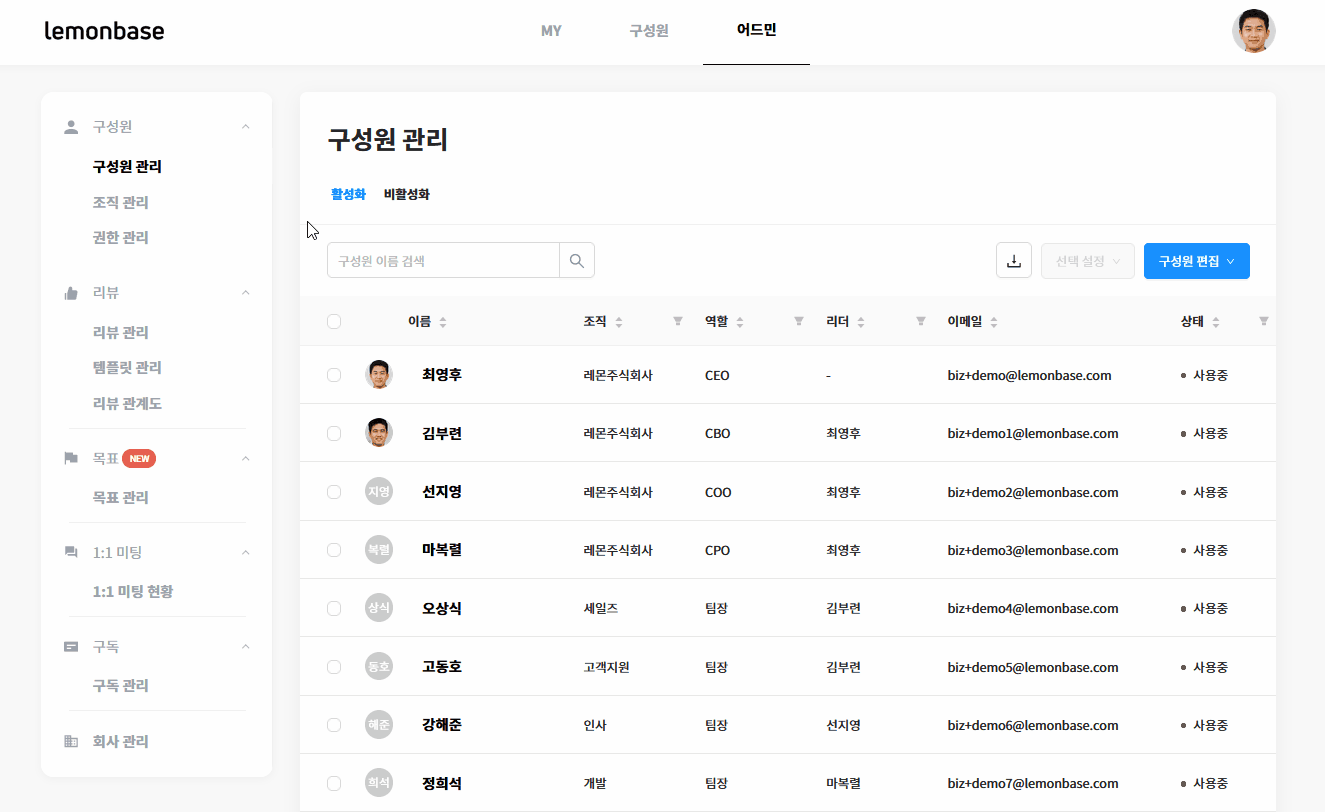 lemonbase
MY 구성원 어드민
구성원
구성원 관리
조직 관리
권한 관리
리뷰
리뷰 관리
템플릿 관리
리뷰 관계도
목표 NEW
목표 관리
1:1 미팅
1:1 미팅 현황
구독
구독 관리
회사 관리
구성원 관리
활성화 비활성화
구성원 이름 검색 선택 설정 구성원 편집
이름 조직 역할 리더 이메일 상태
최영후 레몬주식회사 CEO - biz+demo@lemonbase.com 사용중
김부련 레몬주식회사 CBO 최영후 biz+demo1@lemonbase.com 사용중
지영 선지영 레몬주식회사 COO 최영후 biz+demo2@lemonbase.com 사용중
복렬 마복렬 레몬주식회사 CPO 최영후 biz+demo3@lemonbase.com 사용중
상식 오상식 세일즈 팀장 김부련 biz+demo4@lemonbase.com 사용중
동호 고동호 고객지원 팀장 김부련 biz+demo5@lemonbase.com 사용중
해준 강해준 인사 팀장 선지영 biz+demo6@lemonbase.com 사용중
희석 정희석 개발 팀장 마복렬 biz+demo7@lemonbase.com 사용중